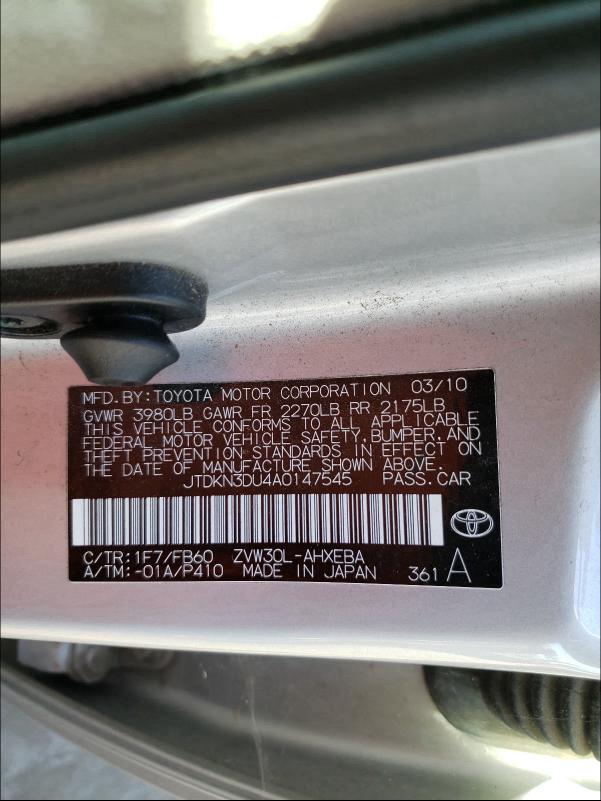 MFD.BY:TOYOTA MOTOR CORPORATION 03/10
GVWR 3980LB GAWR FR 2270LB RR 2175LB
THIS VEHICLE CONFORMS TO ALL APPLICABLE
FEDERAL MOTOR VEHICLE SAFETY,BUMPER,AND
THEFT PREVENTION STANDARDS IN EFFECT ON
THE DATE OF MANUFACTURE SHOWN ABOVE.
JTDKN3DU4A0147545 PASS.CAR
C/TR:1F7/FB60 ZVW30L-AHXEBA
A/TM:-01A/P410 MADE IN JAPAN 361 A